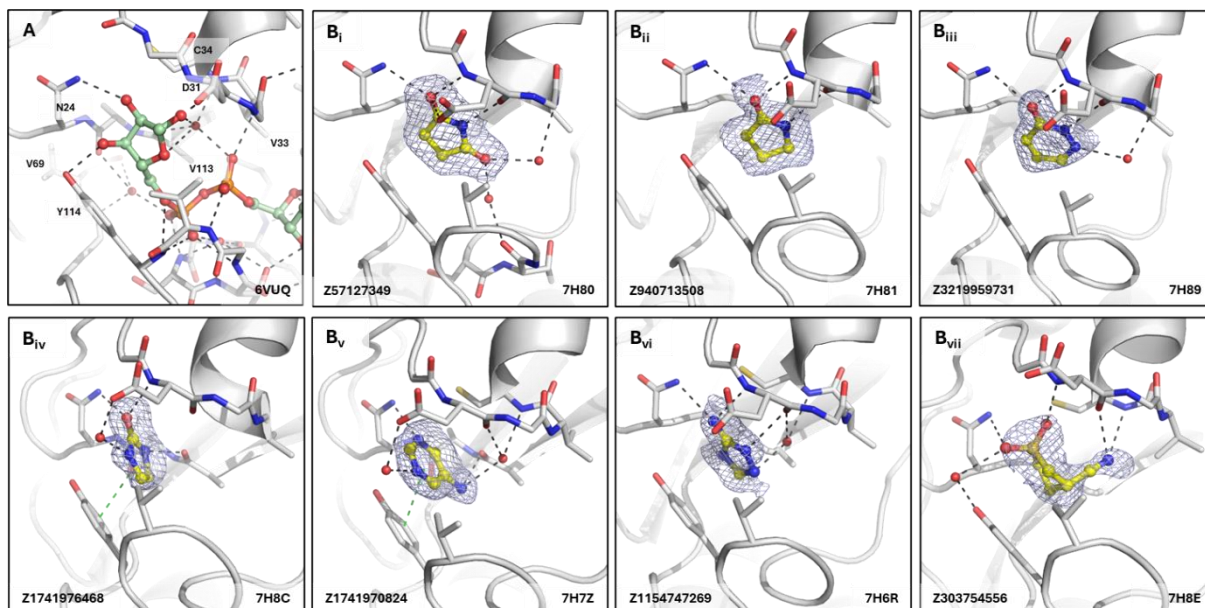 A
C34
D31
N24
V33
V69
V113
Y114
6VUQ
Bi
Z57127349
7H80
Bii
Z940713508
7H81
Biii
Z3219959731
7H89
Biv
Z1741976468
7H8C
Bv
Z1741970824
7H7Z
Bvi
Z1154747269
7H6R
Bvii
Z303754556
7H8E